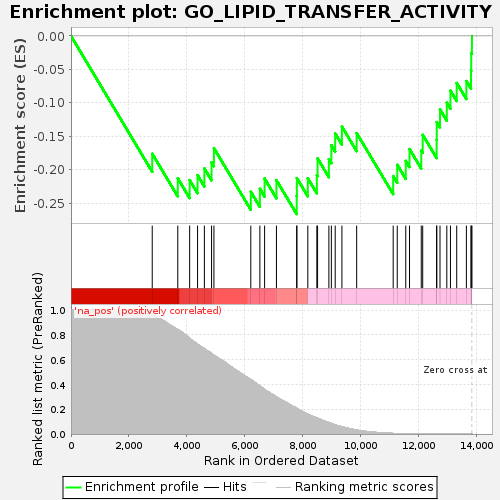 Enrichment plot: GO_LIPID_TRANSFER_ACTIVITY
Enrichment score (ES)
0.00
-0.05
-0.10
-0.15
-0.20
-0.25
'na_pos' (positively correlated)
Ranked list metric (PreRanked)
1.0
0.8
0.6
0.4
0.2
0.0
Zero cross at
0
2,000
4,000
6,000
8,000
10,000
12,000
14,000
Rank in Ordered Dataset
Enrichment profile
Hits
Ranking metric scores